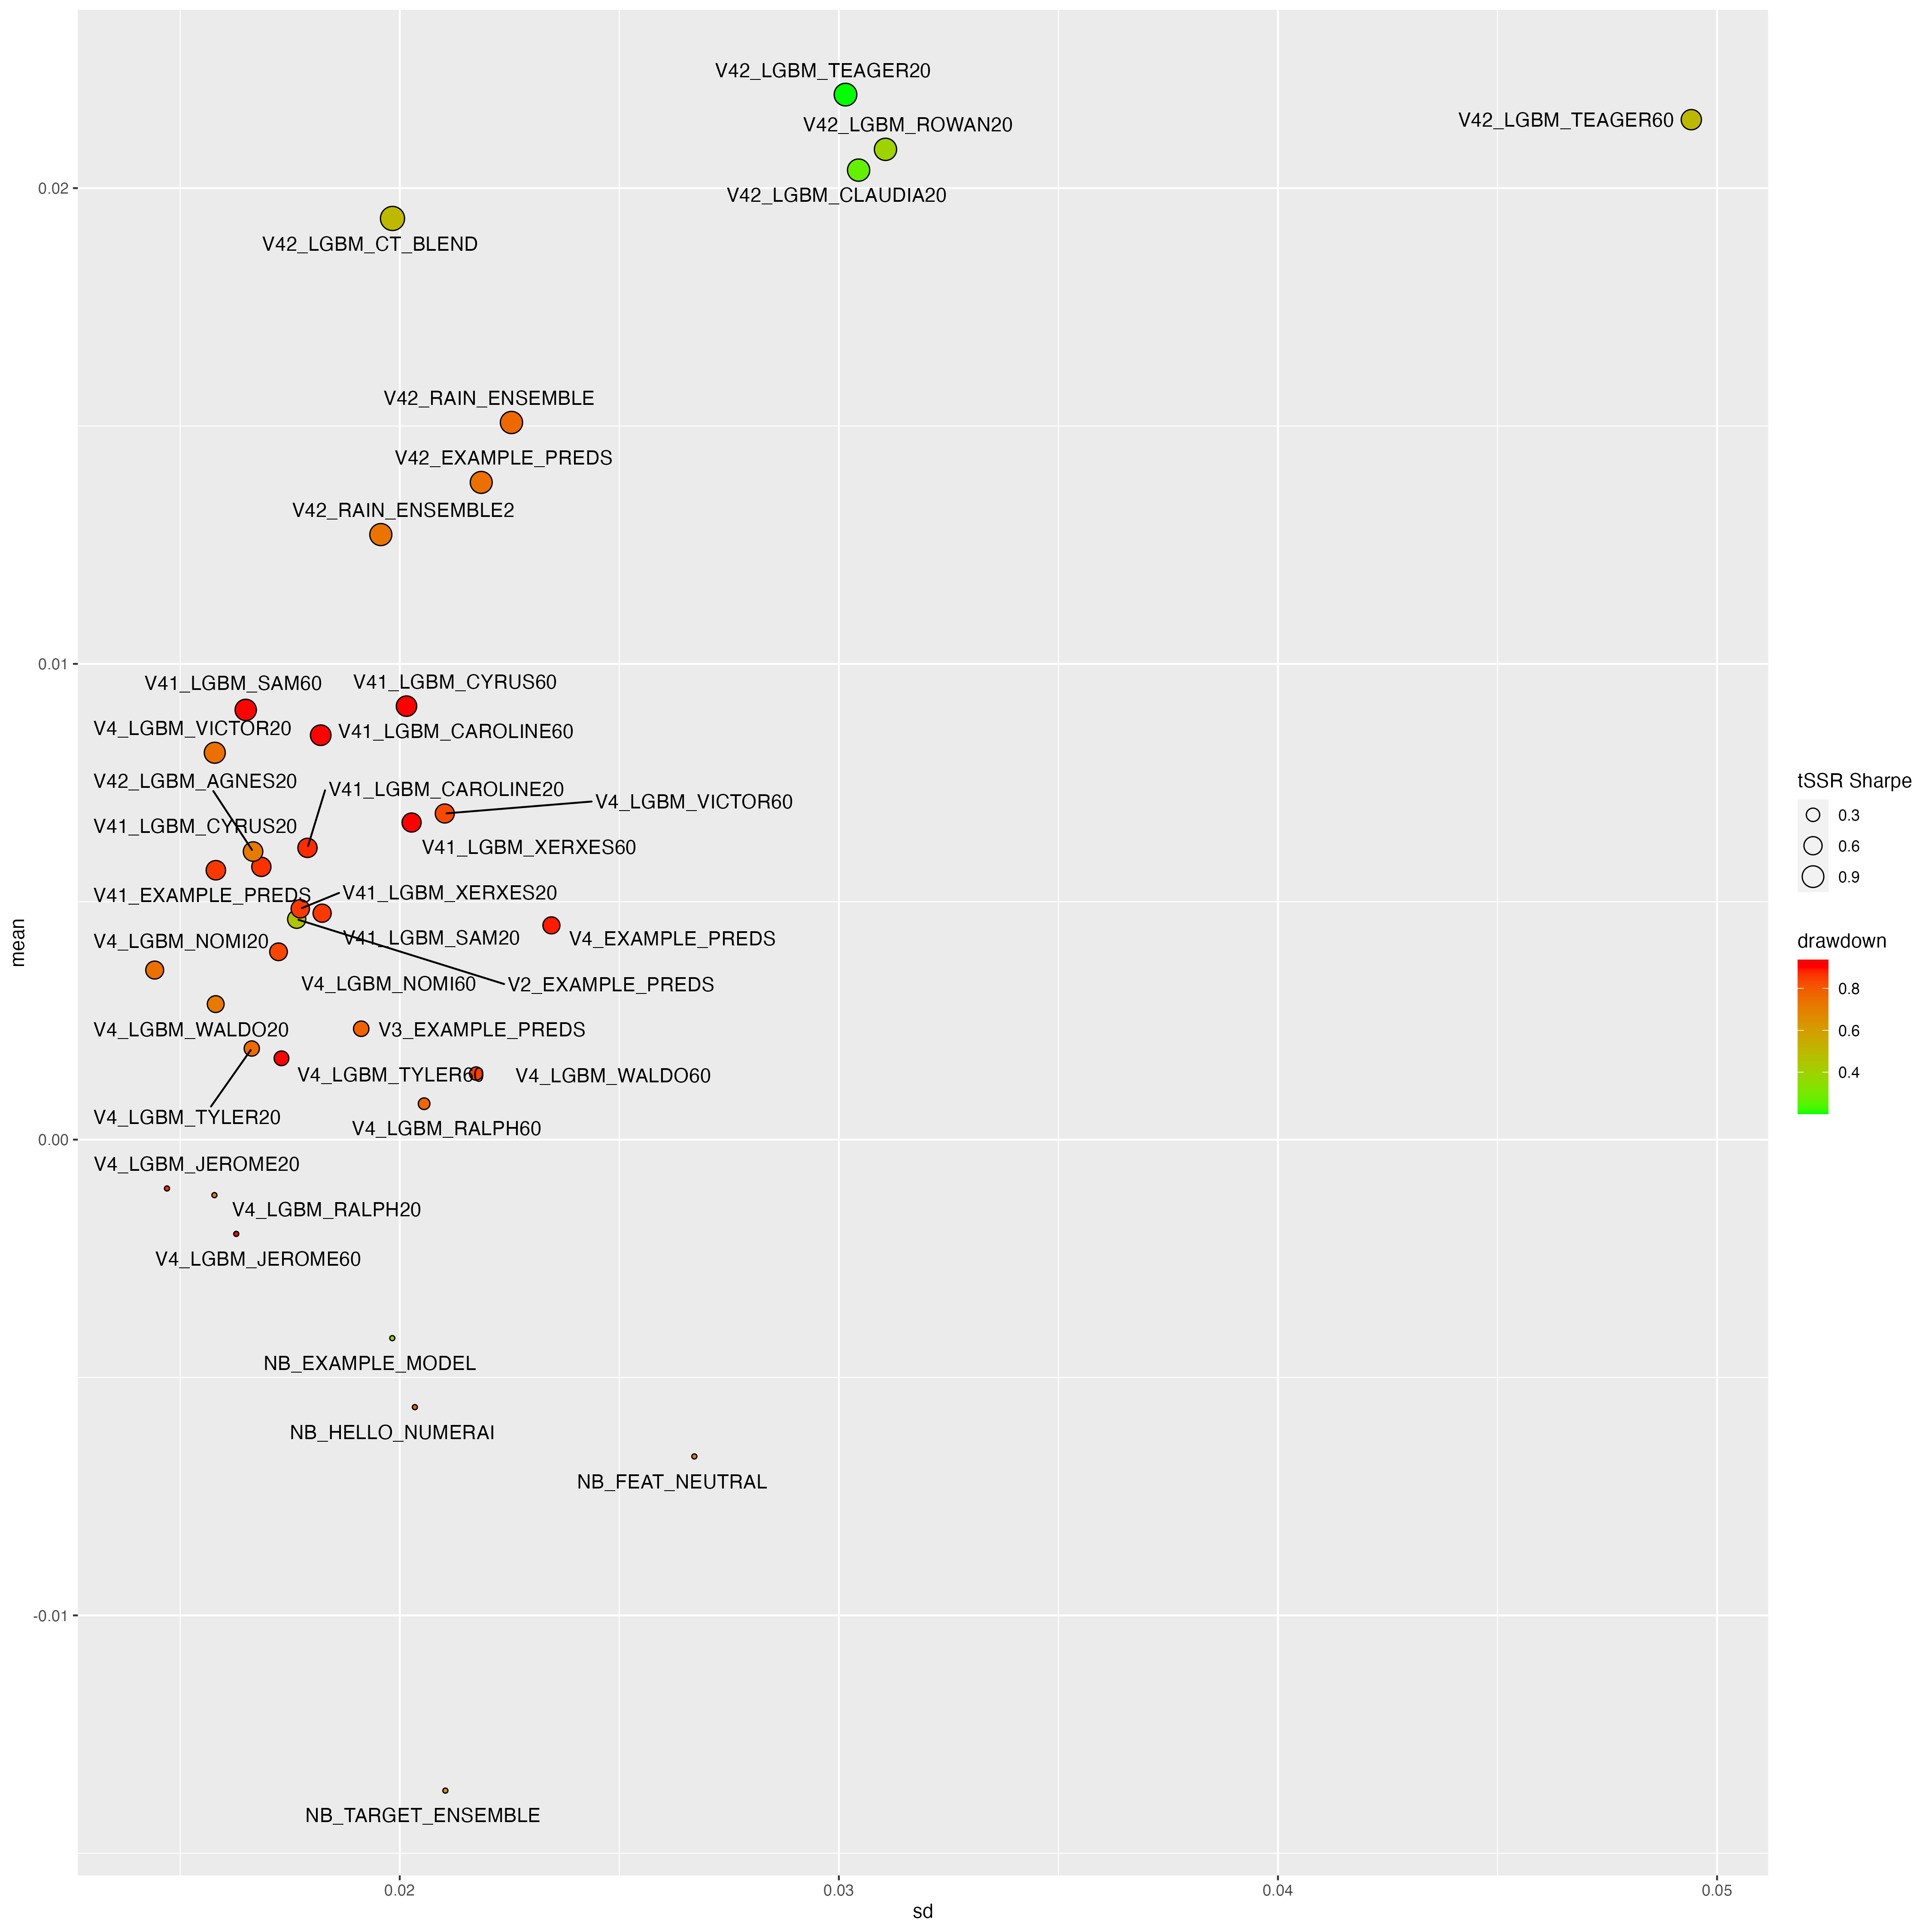 V42_LGBM_TEAGER20
V42_LGBM_TEAGER60
V42_LGBM_ROWAN20
0.02
V42_LGBM_CLAUDIA20
V42_LGBM_CT_BLEND
V42_RAIN_ENSEMBLE
V42_EXAMPLE_PREDS
V42_RAIN_ENSEMBLE2
0.01
V41_LGBM_SAM60
V41_LGBM_CYRUS60
V4_LGBM_VICTOR20
V41_LGBM_CAROLINE60
V42_LGBM_AGNES20
V41_LGBM_CAROLINE20
V4_LGBM_VICTOR60
V41_LGBM_CYRUS20
V41_LGBM_XERXES60
V41_EXAMPLE_PREDS
V41_LGBM_XERXES20
V4_LGBM_NOMI20
V41_LGBM_SAM20
V4_EXAMPLE_PREDS
V4_LGBM_NOMI60
V2_EXAMPLE_PREDS
V4_LGBM_WALDO20
V3_EXAMPLE_PREDS
V4_LGBM_TYLER60
V4_LGBM_WALDO60
V4_LGBM_TYLER20
V4_LGBM_RALPH60
0.00
V4_LGBM_JEROME20
V4_LGBM_RALPH20
V4_LGBM_JEROME60
NB_EXAMPLE_MODEL
NB_HELLO_NUMERAI
NB_FEAT_NEUTRAL
-0.01
NB_TARGET_ENSEMBLE
0.02
0.03
0.04
0.05
sd
mean
tSSR Sharpe
0.3
0.6
0.9
drawdown
0.8
0.6
0.4